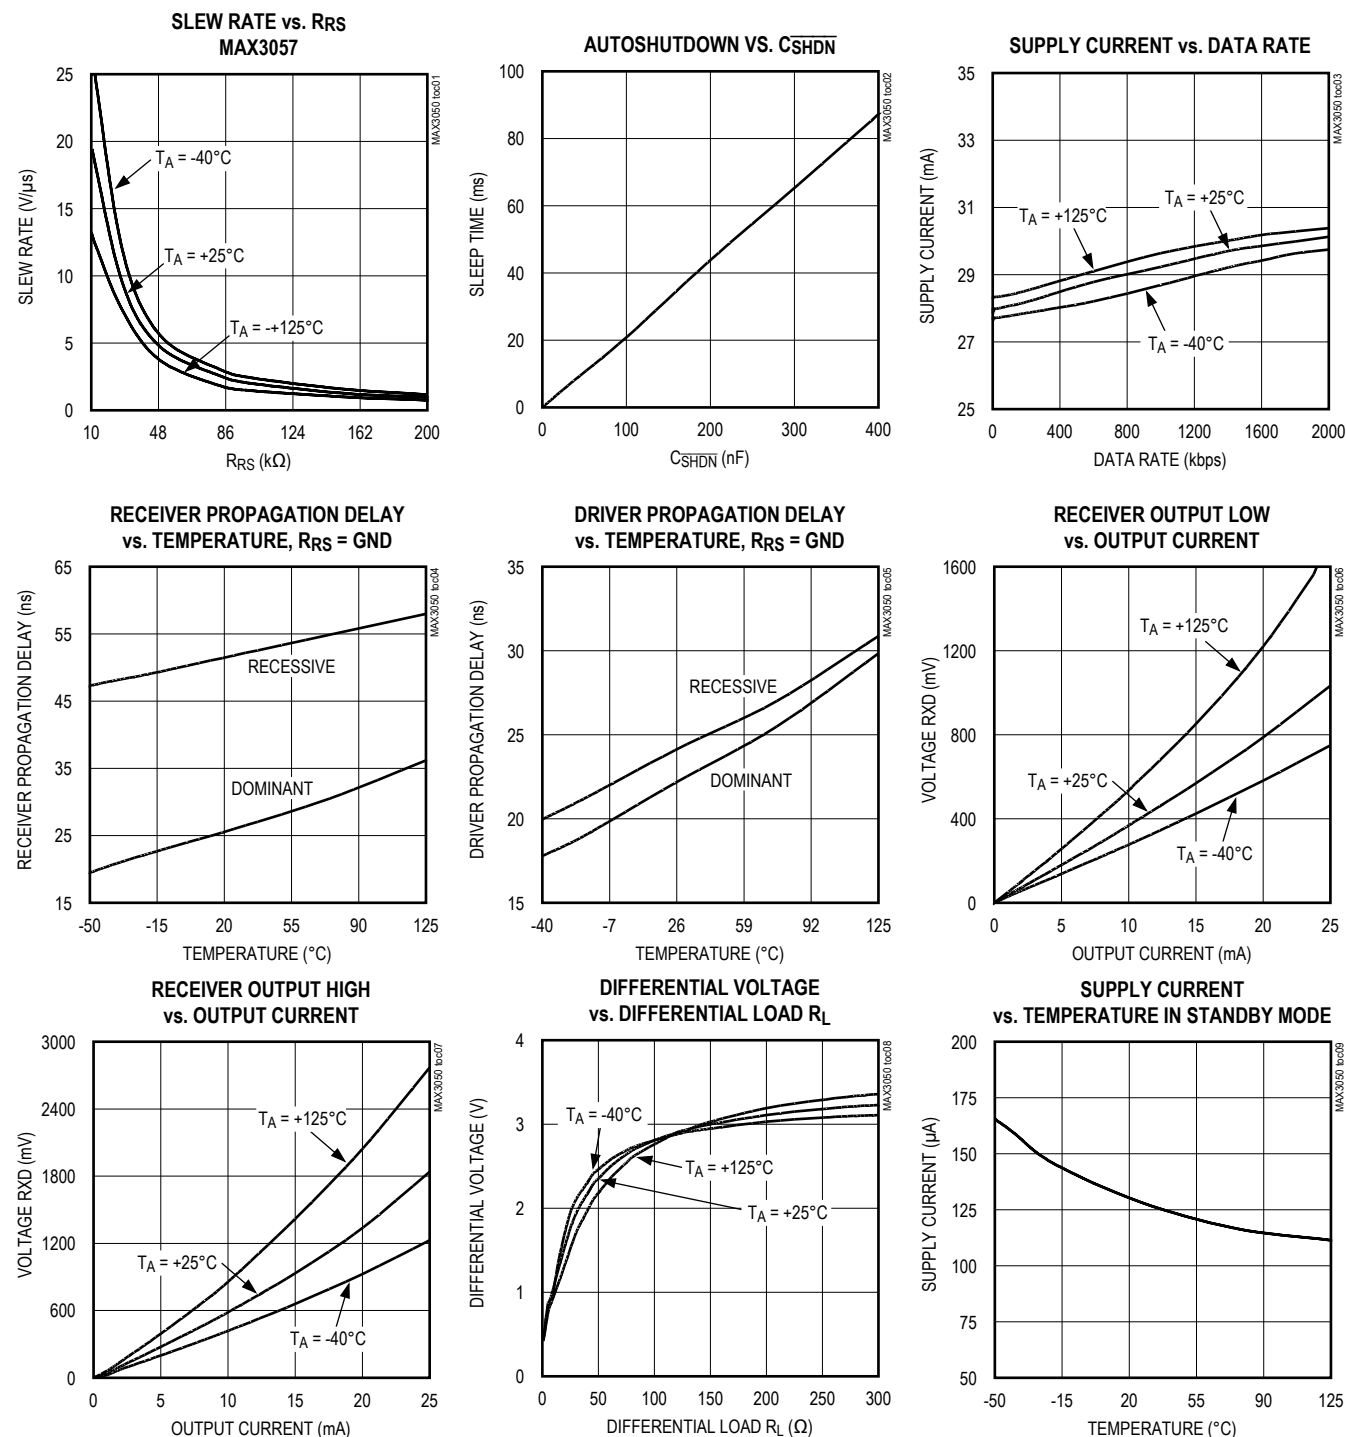 SLEW RATE vs. RRS
MAX3057
25
20
15
10
5
0
SLEW RATE (V/µs)
TA = -40°C
TA = +25°C
TA = -+125°C
10 48 86 124 162 200
RRS (kΩ)
MAX3050 toc01
AUTOSHUTDOWN VS. CSHDN
100
80
60
40
20
0
SLEEP TIME (ms)
0 100 200 300 400
CSHDN (nF)
MAX3050 toc02
SUPPLY CURRENT vs. DATA RATE
35
33
31
29
27
25
SUPPLY CURRENT (mA)
TA = +125°C
TA = +25°C
TA = -40°C
0 400 800 1200 1600 2000
DATA RATE (kbps)
MAX3050 toc03
RECEIVER PROPAGATION DELAY
vs. TEMPERATURE, RRS = GND
65
55
45
35
25
15
RECEIVER PROPAGATION DELAY (ns)
RECESSIVE
DOMINANT
-50 -15 20 55 90 125
TEMPERATURE (°C)
MAX3050 toc04
DRIVER PROPAGATION DELAY
vs. TEMPERATURE, RRS = GND
35
30
25
20
15
DRIVER PROPAGATION DELAY (ns)
RECESSIVE
DOMINANT
-40 -7 26 59 92 125
TEMPERATURE (°C)
MAX3050 toc05
RECEIVER OUTPUT LOW
vs. OUTPUT CURRENT
1600
1200
800
400
0
VOLTAGE RXD (mV)
TA = +125°C
TA = +25°C
TA = -40°C
0 5 10 15 20 25
OUTPUT CURRENT (mA)
MAX3050 toc06
RECEIVER OUTPUT HIGH
vs. OUTPUT CURRENT
3000
2400
1800
1200
600
0
VOLTAGE RXD (mV)
TA = +125°C
TA = +25°C
TA = -40°C
0 5 10 15 20 25
OUTPUT CURRENT (mA)
MAX3050 toc07
DIFFERENTIAL VOLTAGE
vs. DIFFERENTIAL LOAD RL
4
3
2
1
0
DIFFERENTIAL VOLTAGE (V)
TA = -40°C
TA = +125°C
TA = +25°C
0 50 100 150 200 250 300
DIFFERENTIAL LOAD RL (Ω)
MAX3050 toc08
SUPPLY CURRENT
vs. TEMPERATURE IN STANDBY MODE
200
175
150
125
100
75
50
SUPPLY CURRENT (µA)
-50 -15 20 55 90 125
TEMPERATURE (°C)
MAX3050 toc09